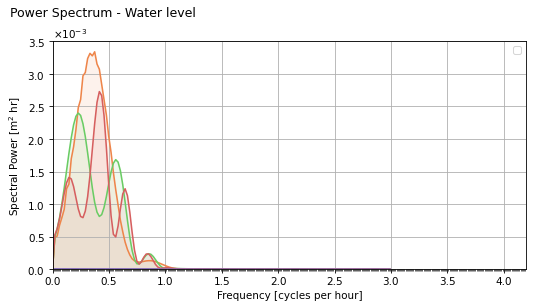 Power Spectrum - Water level
×10⁻³
3.5
3.0
2.5
2.0
1.5
1.0
0.5
0.0
Spectral Power [m² hr]
0.0 0.5 1.0 1.5 2.0 2.5 3.0 3.5 4.0
Frequency [cycles per hour]